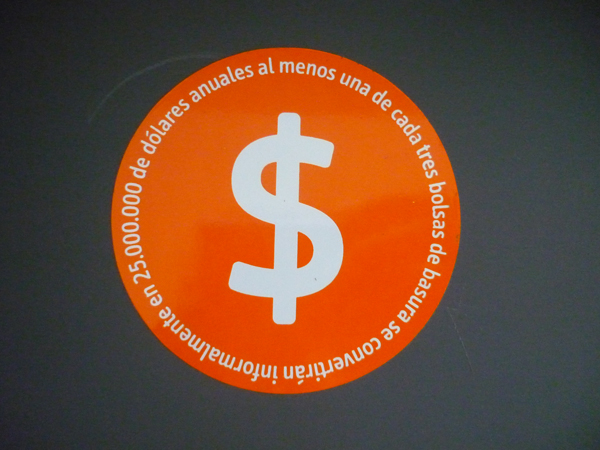 al menos una de cada tres bolsas de basura se convertirán informalmente en 25.000.000 de dólares anuales
$